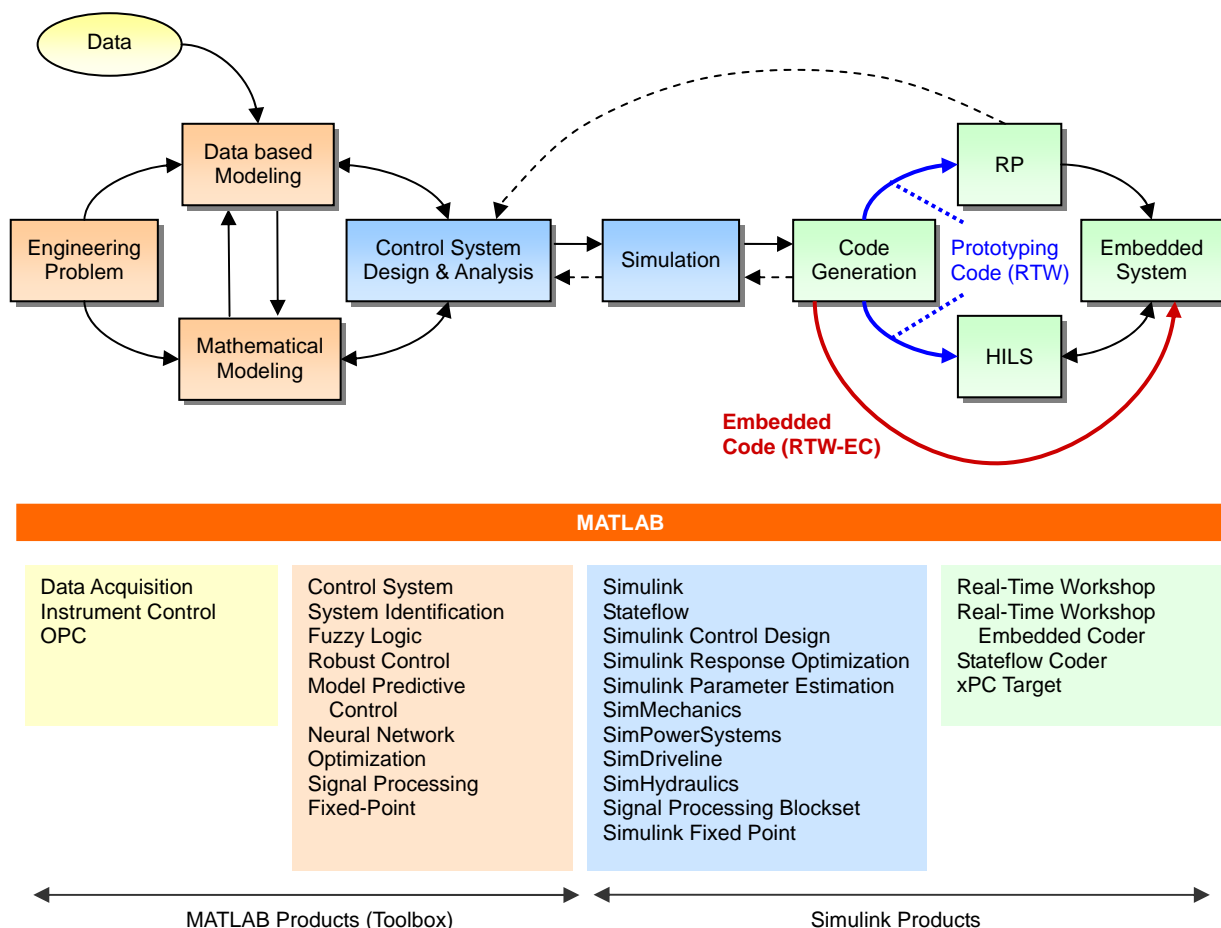 Data
Data based
Modeling
Engineering
Problem
Mathematical
Modeling
Control System
Design & Analysis
Simulation
Code
Generation
RP
Prototyping
Code (RTW)
HILS
Embedded
System
Embedded
Code (RTW-EC)
MATLAB
Data Acquisition
Instrument Control
OPC
Control System
System Identification
Fuzzy Logic
Robust Control
Model Predictive
Control
Neural Network
Optimization
Signal Processing
Fixed-Point
Simulink
Stateflow
Simulink Control Design
Simulink Response Optimization
Simulink Parameter Estimation
SimMechanics
SimPowerSystems
SimDriveline
SimHydraulics
Signal Processing Blockset
Simulink Fixed Point
Real-Time Workshop
Real-Time Workshop
Embedded Coder
Stateflow Coder
xPC Target
MATLAB Products (Toolbox)
Simulink Products